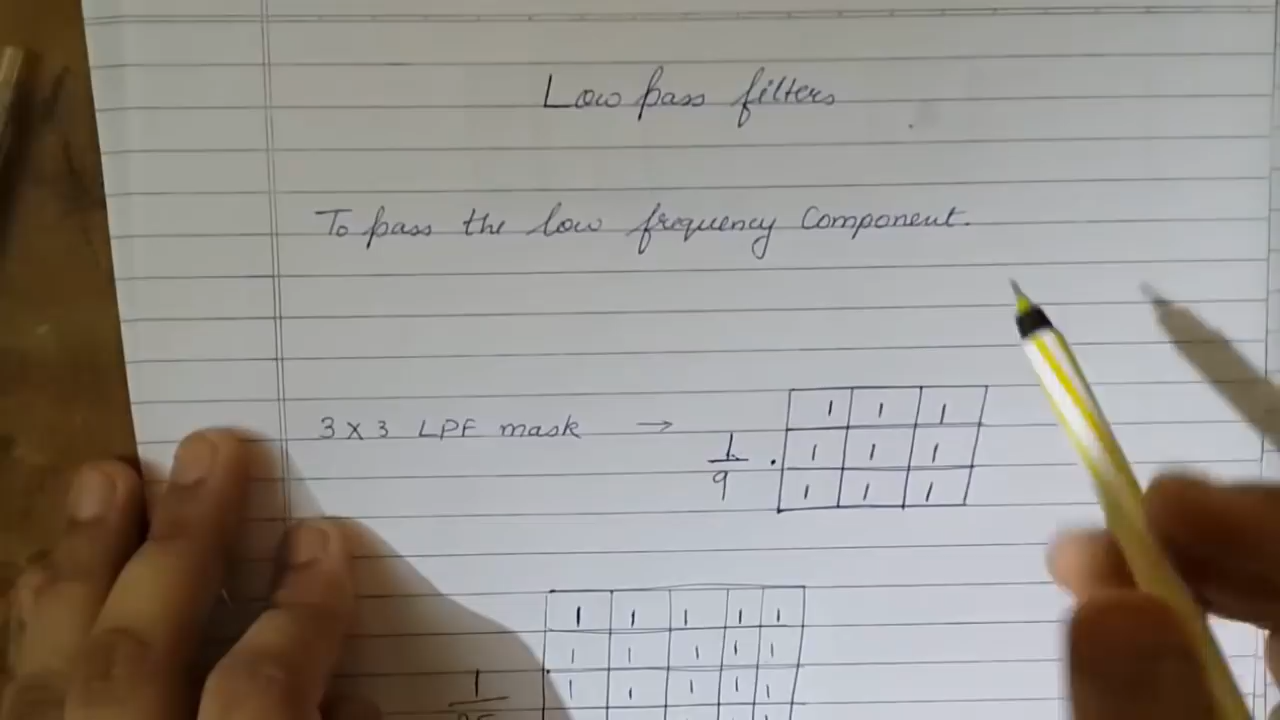 Low pass filters
To pass the low frequency Component.
3 x 3 LPF mask → 1/9 .
1 1 1
1 1 1
1 1 1
1 1 1 1 1
1 1 1 1 1
1 1 1 1 1
1